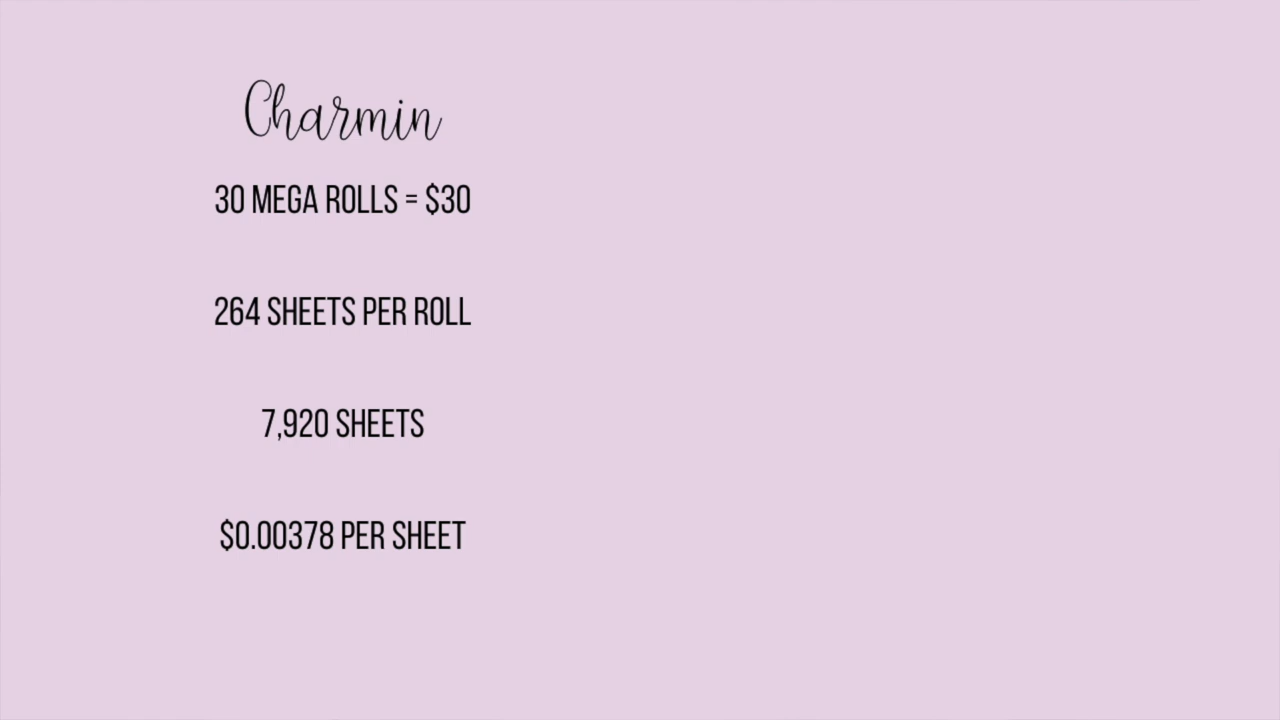 Charmin
30 MEGA ROLLS = $30
264 SHEETS PER ROLL
7,920 SHEETS
$0.00378 PER SHEET